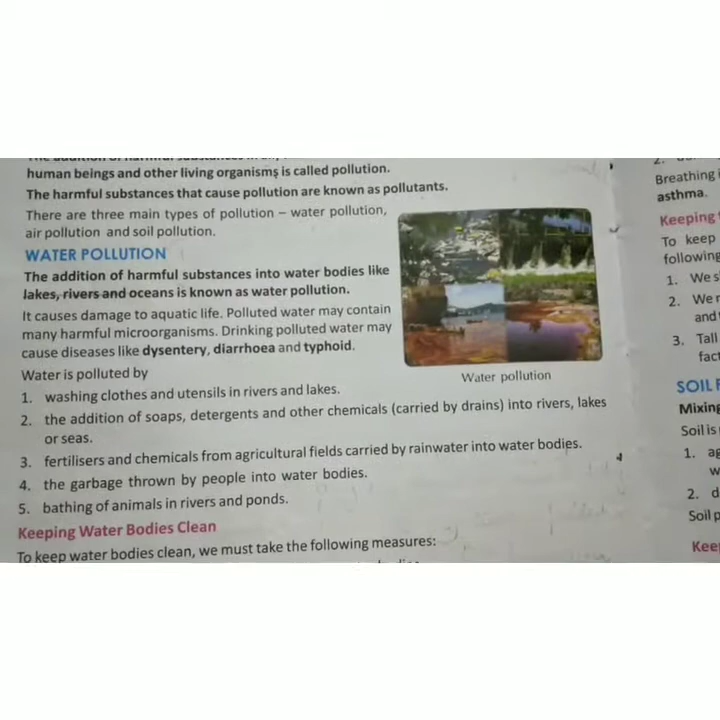 human beings and other living organisms is called pollution.
The harmful substances that cause pollution are known as pollutants.
There are three main types of pollution – water pollution,
air pollution and soil pollution.
WATER POLLUTION
The addition of harmful substances into water bodies like
lakes, rivers and oceans is known as water pollution.
It causes damage to aquatic life. Polluted water may contain
many harmful microorganisms. Drinking polluted water may
cause diseases like dysentery, diarrhoea and typhoid.
Water pollution
Water is polluted by
1. washing clothes and utensils in rivers and lakes.
2. the addition of soaps, detergents and other chemicals (carried by drains) into rivers, lakes
or seas.
3. fertilisers and chemicals from agricultural fields carried by rainwater into water bodies.
4. the garbage thrown by people into water bodies.
5. bathing of animals in rivers and ponds.
Keeping Water Bodies Clean
To keep water bodies clean, we must take the following measures:
Breathing
asthma.
Keeping
To keep
following
1. We
2. We
and
3. Tall
SOIL
Mixing
Soil is
1.
2.
Soil